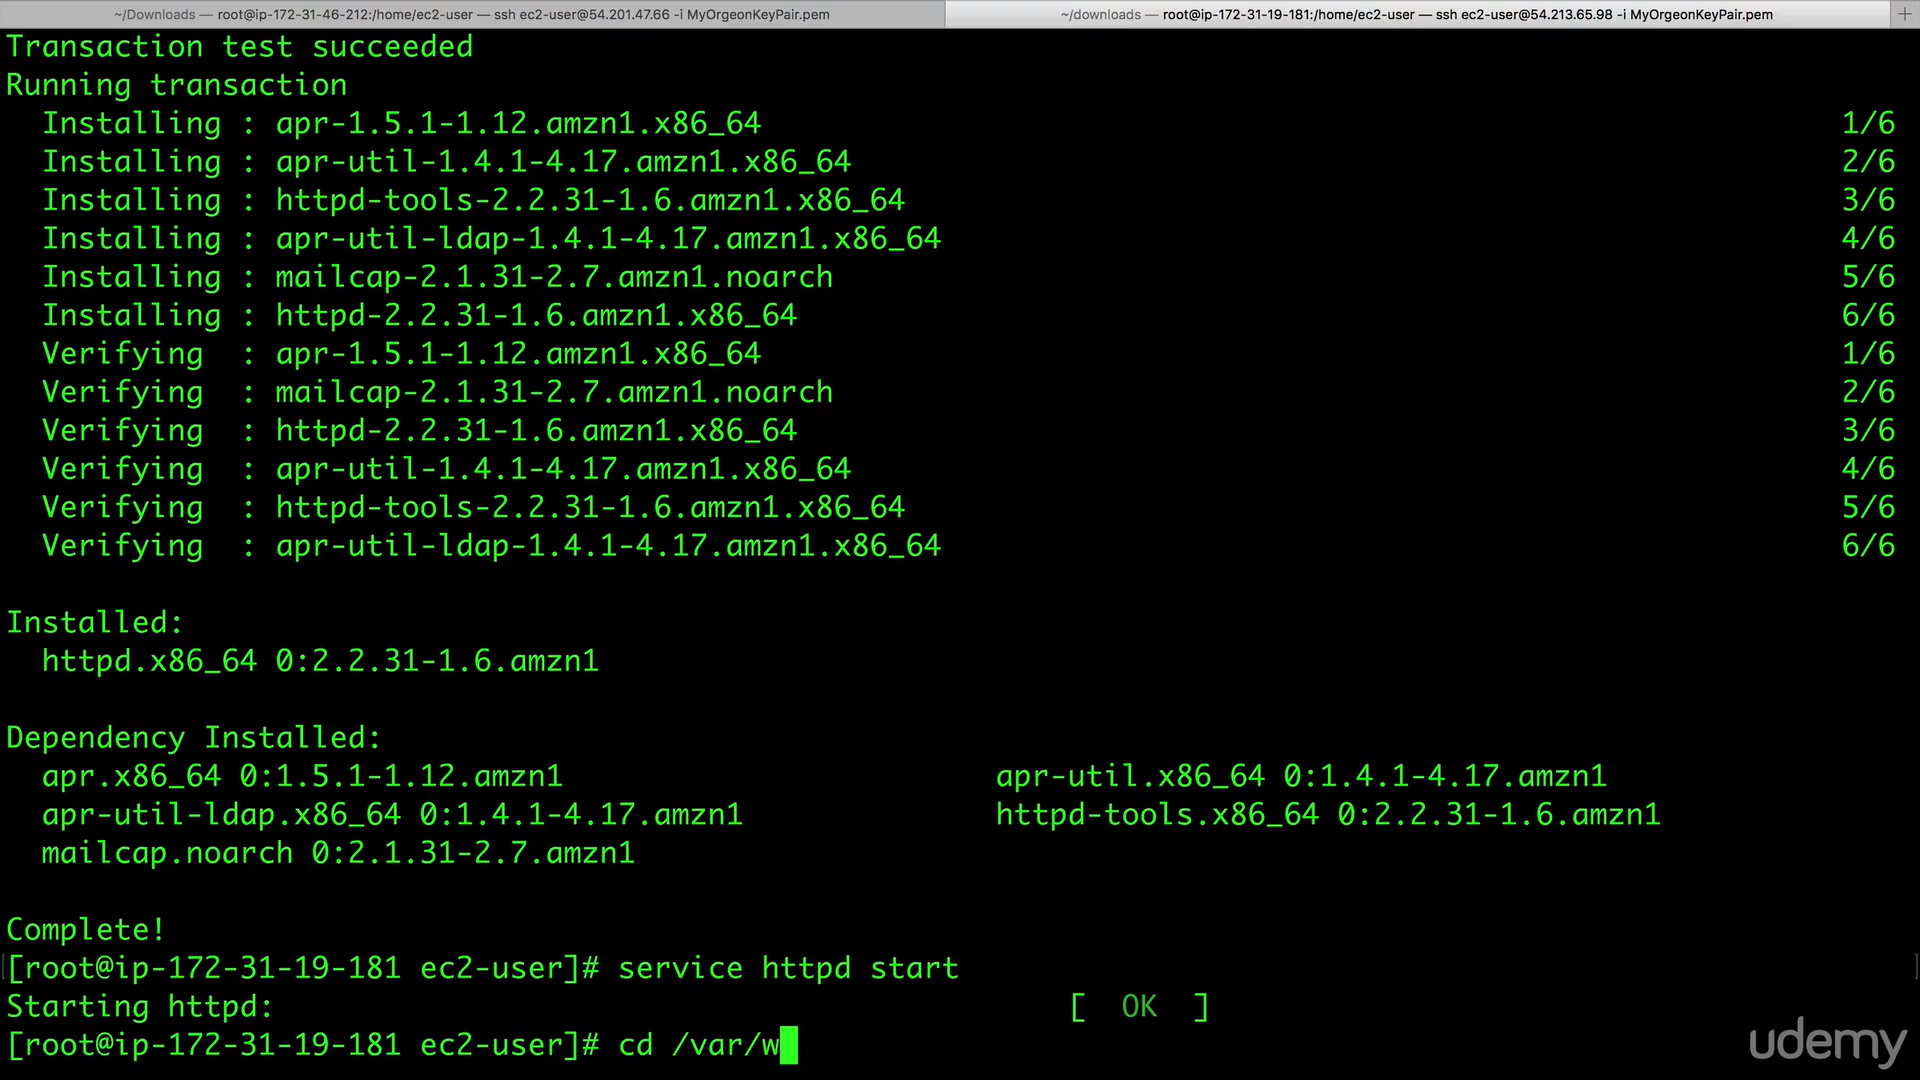 ~/Downloads — root@ip-172-31-46-212:/home/ec2-user — ssh ec2-user@54.201.47.66 -i MyOrgeonKeyPair.pem
~/downloads — root@ip-172-31-19-181:/home/ec2-user — ssh ec2-user@54.213.65.98 -i MyOrgeonKeyPair.pem
+
Transaction test succeeded
Running transaction
Installing : apr-1.5.1-1.12.amzn1.x86_64 1/6
Installing : apr-util-1.4.1-4.17.amzn1.x86_64 2/6
Installing : httpd-tools-2.2.31-1.6.amzn1.x86_64 3/6
Installing : apr-util-ldap-1.4.1-4.17.amzn1.x86_64 4/6
Installing : mailcap-2.1.31-2.7.amzn1.noarch 5/6
Installing : httpd-2.2.31-1.6.amzn1.x86_64 6/6
Verifying : apr-1.5.1-1.12.amzn1.x86_64 1/6
Verifying : mailcap-2.1.31-2.7.amzn1.noarch 2/6
Verifying : httpd-2.2.31-1.6.amzn1.x86_64 3/6
Verifying : apr-util-1.4.1-4.17.amzn1.x86_64 4/6
Verifying : httpd-tools-2.2.31-1.6.amzn1.x86_64 5/6
Verifying : apr-util-ldap-1.4.1-4.17.amzn1.x86_64 6/6
Installed:
httpd.x86_64 0:2.2.31-1.6.amzn1
Dependency Installed:
apr.x86_64 0:1.5.1-1.12.amzn1 apr-util.x86_64 0:1.4.1-4.17.amzn1
apr-util-ldap.x86_64 0:1.4.1-4.17.amzn1 httpd-tools.x86_64 0:2.2.31-1.6.amzn1
mailcap.noarch 0:2.1.31-2.7.amzn1
Complete!
[root@ip-172-31-19-181 ec2-user]# service httpd start
Starting httpd: [ OK ]
[root@ip-172-31-19-181 ec2-user]# cd /var/w
udemy